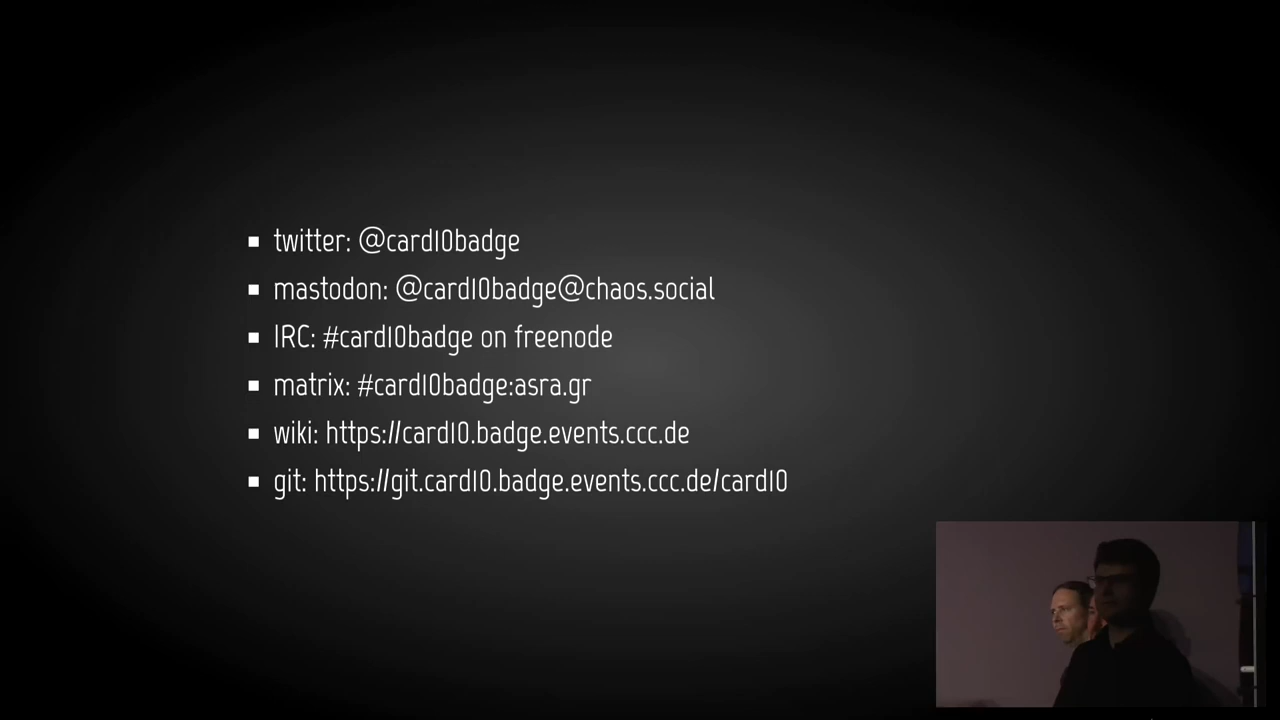 twitter: @card10badge
mastodon: @card10badge@chaos.social
IRC: #card10badge on freenode
matrix: #card10badge:asra.gr
wiki: https://card10.badge.events.ccc.de
git: https://git.card10.badge.events.ccc.de/card10